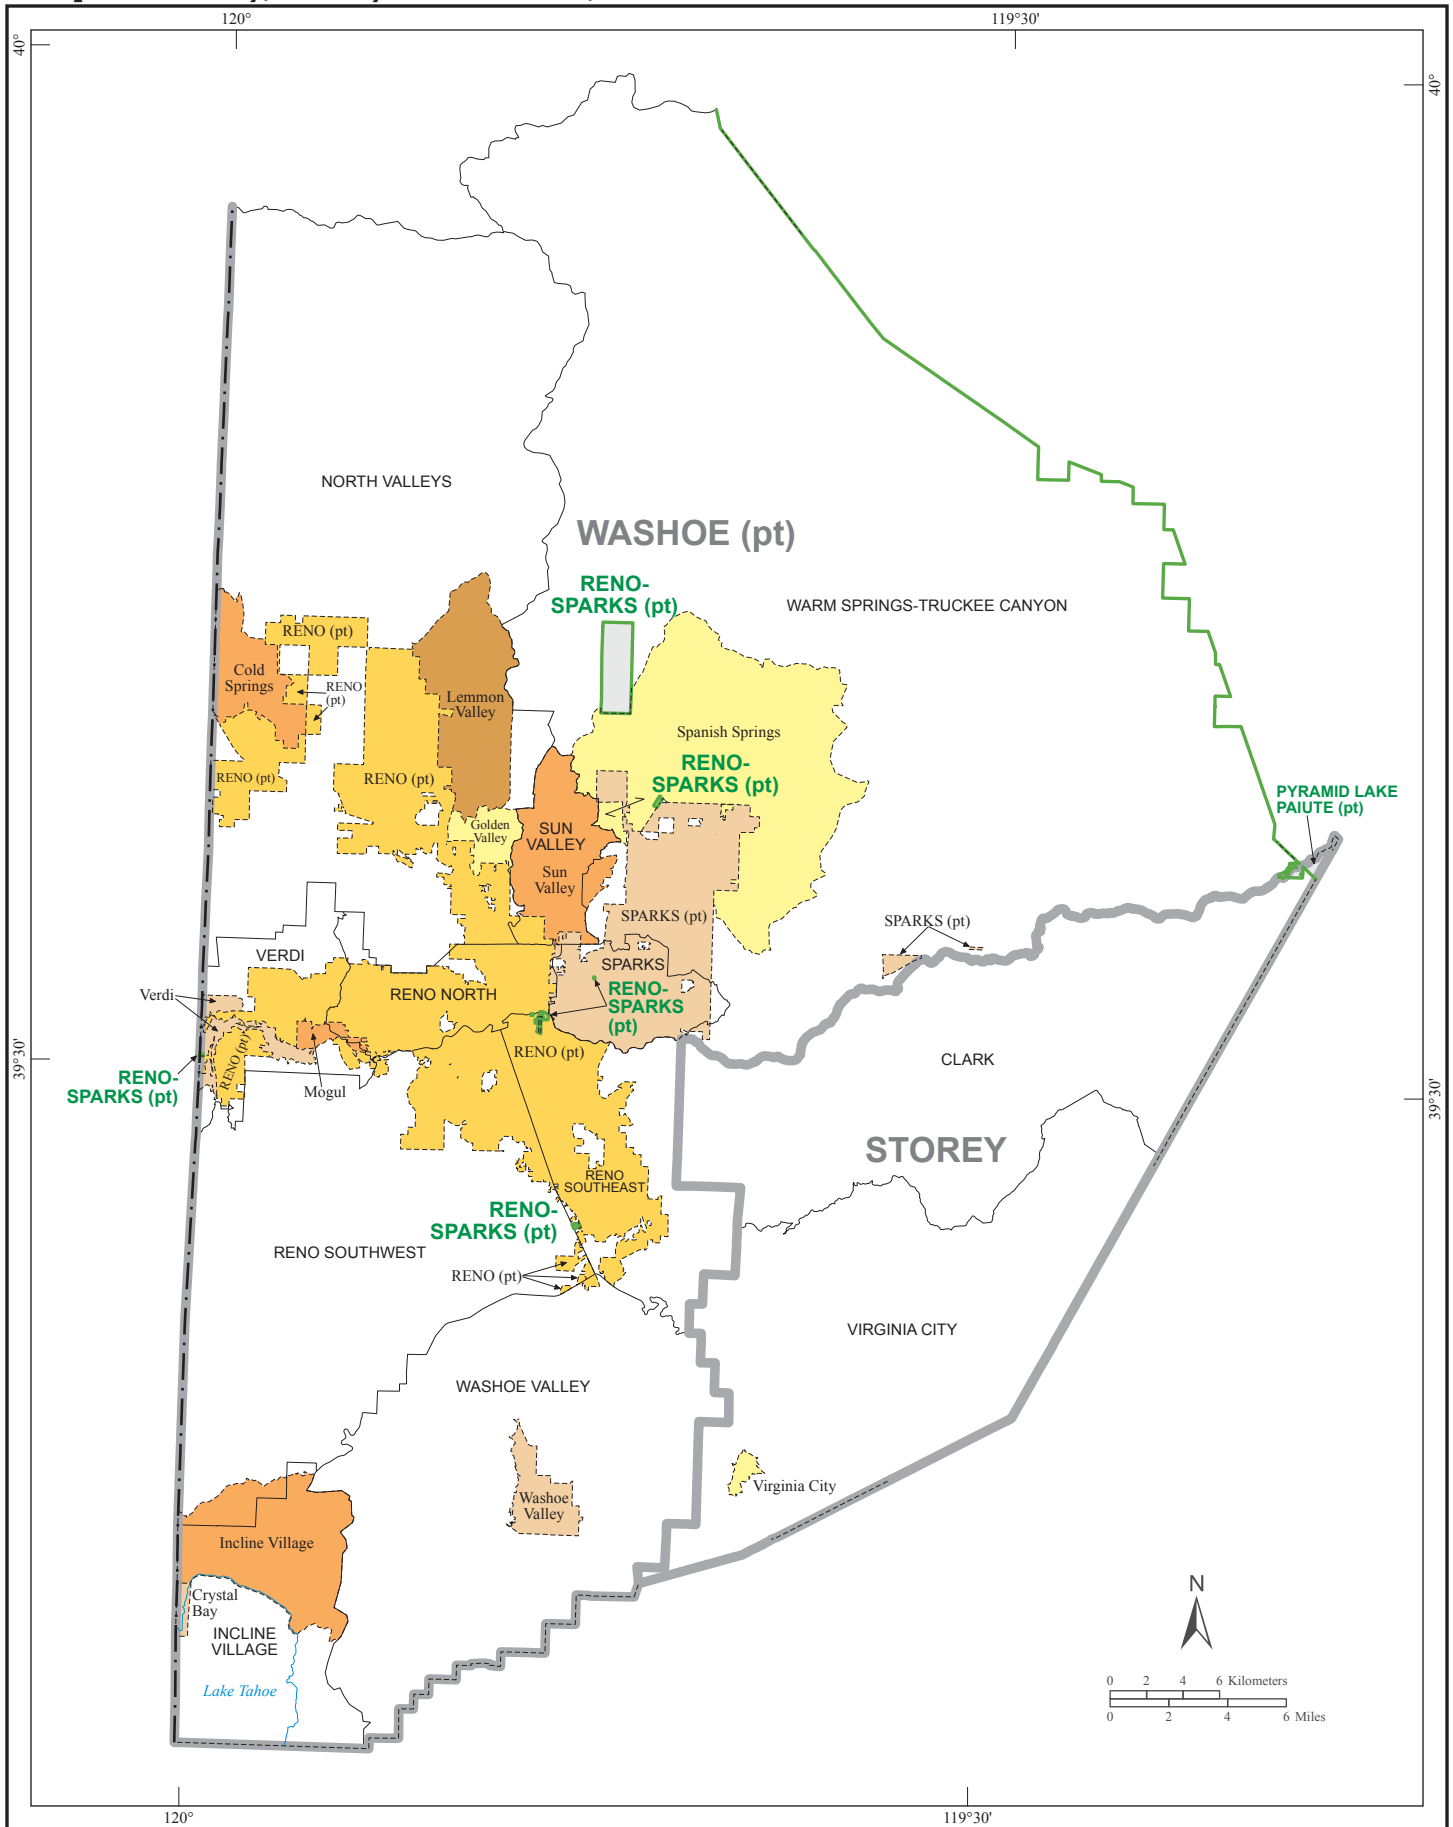 120°
119°30'
40°
40°
NORTH VALLEYS
WASHOE (pt)
RENO-
SPARKS (pt)
WARM SPRINGS-TRUCKEE CANYON
RENO (pt)
Cold
Springs
RENO
(pt)
Lemmon
Valley
Spanish Springs
RENO-
SPARKS (pt)
RENO (pt)
RENO (pt)
PYRAMID LAKE
PAIUTE (pt)
Golden
Valley
SUN
VALLEY
Sun
Valley
SPARKS (pt)
SPARKS (pt)
VERDI
SPARKS
Verdi
RENO NORTH
RENO-
SPARKS
(pt)
RENO (pt)
RENO (pt)
39°30'
CLARK
RENO-
SPARKS (pt)
Mogul
39°30'
STOREY
RENO
SOUTHEAST
RENO-
SPARKS (pt)
RENO SOUTHWEST
RENO (pt)
VIRGINIA CITY
WASHOE VALLEY
Virginia City
Washoe
Valley
Incline Village
Crystal
Bay
INCLINE
VILLAGE
Lake Tahoe
N
0 2 4 6 Kilometers
0 2 4 6 Miles
120°
119°30'